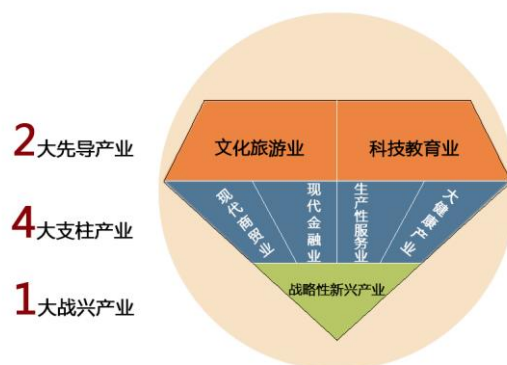 2大先导产业
文化旅游业
科技教育业
4大支柱产业
现代商贸业
现代金融业
生产性服务业
大健康产业
1大战兴产业
战略性新兴产业